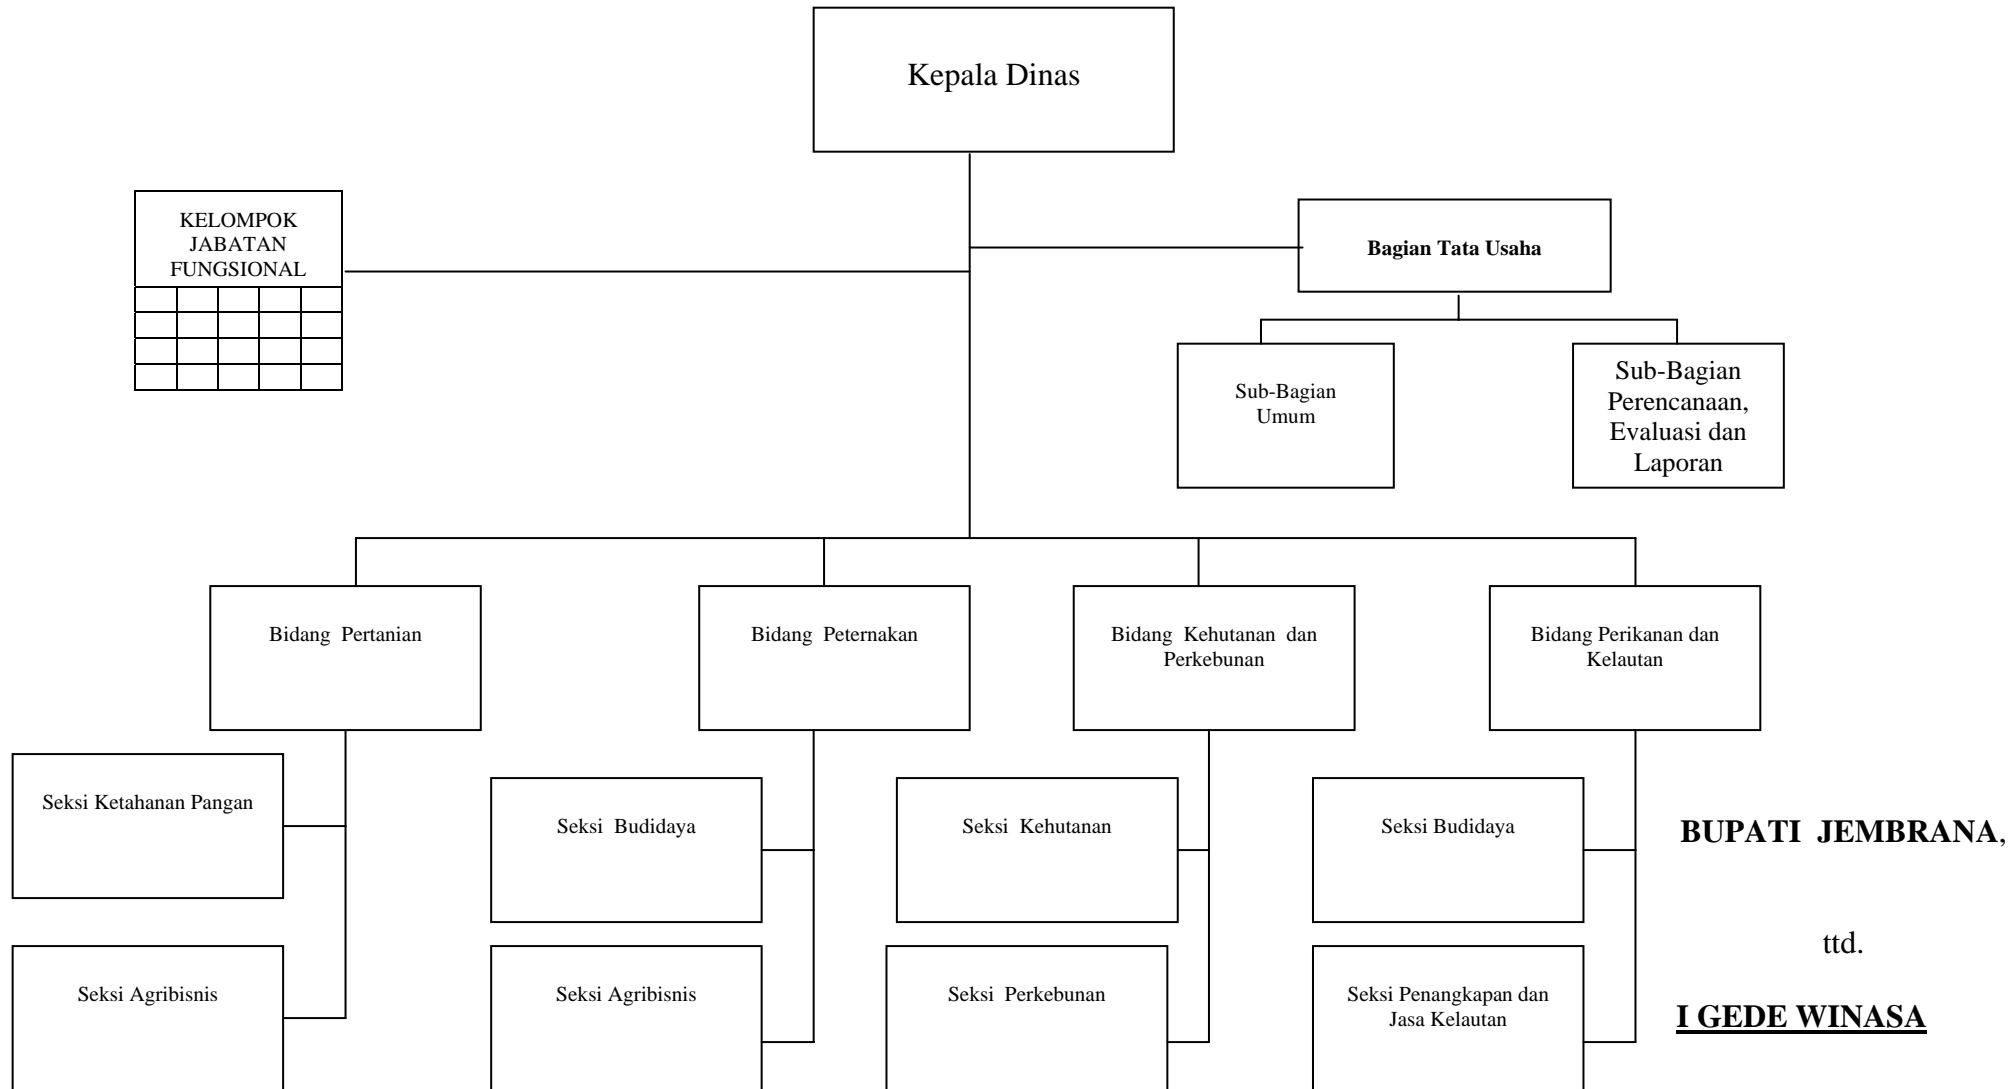 Kepala Dinas
KELOMPOK
JABATAN
FUNGSIONAL
Bagian Tata Usaha
Sub-Bagian
Umum
Sub-Bagian
Perencanaan,
Evaluasi dan
Laporan
Bidang Pertanian
Bidang Peternakan
Bidang Kehutanan dan
Perkebunan
Bidang Perikanan dan
Kelautan
Seksi Ketahanan Pangan
Seksi Budidaya
Seksi Kehutanan
Seksi Budidaya
BUPATI JEMBRANA,
ttd.
Seksi Agribisnis
Seksi Agribisnis
Seksi Perkebunan
Seksi Penangkapan dan
Jasa Kelautan
I GEDE WINASA